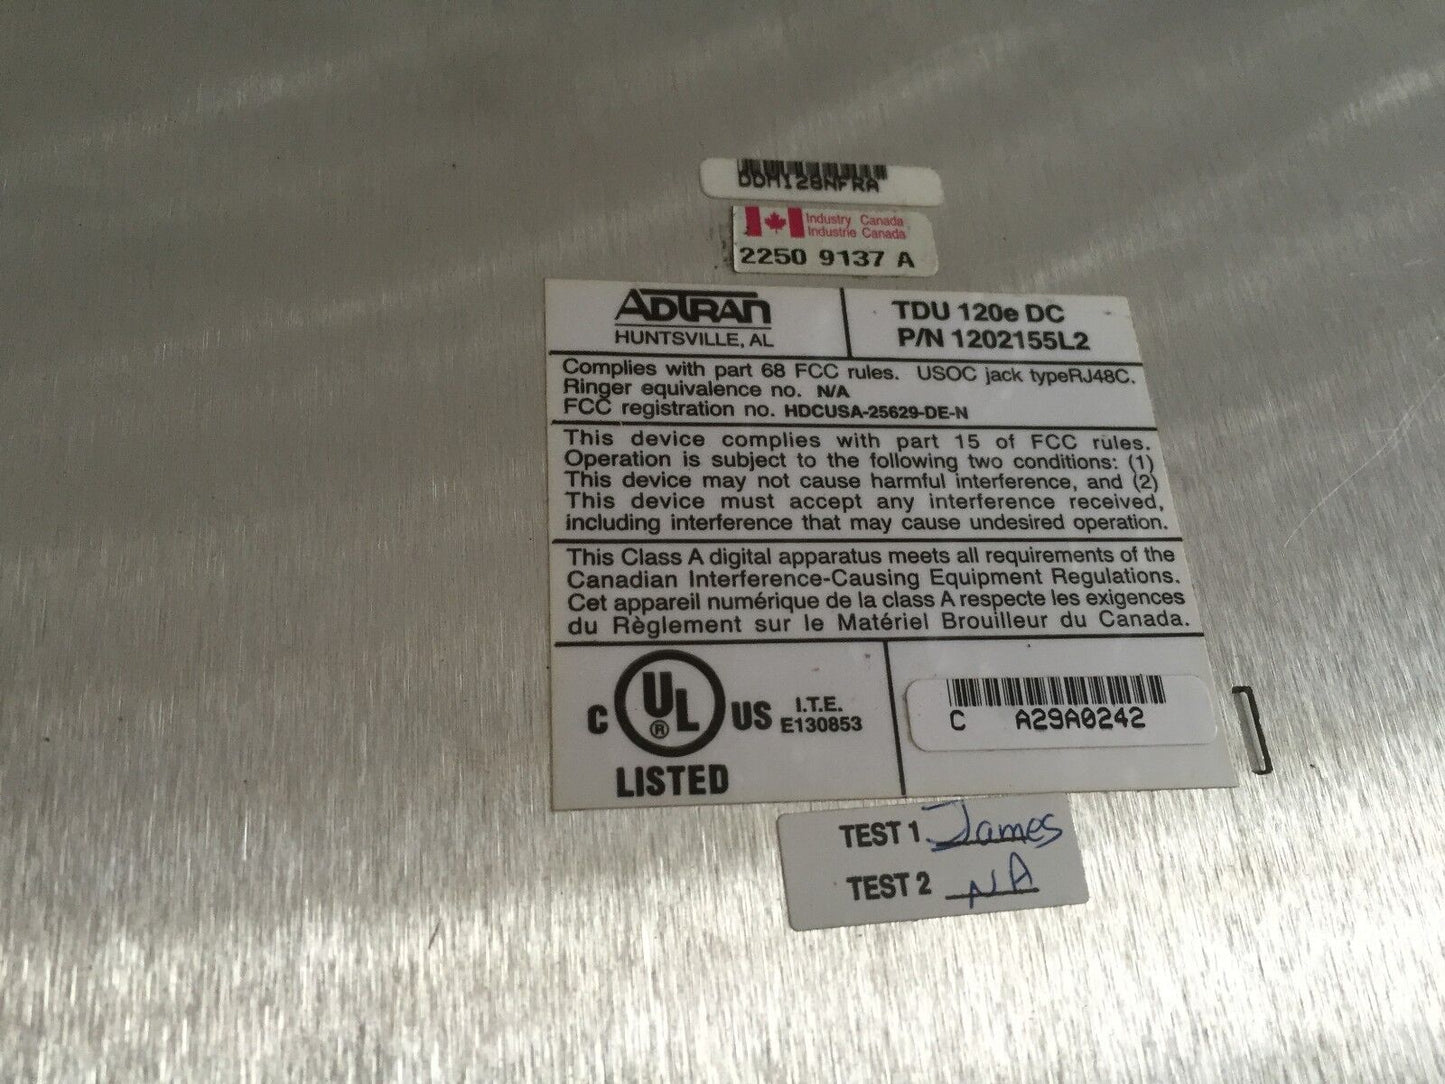 DDM128NFRA
Industry Canada
Industrie Canada
2250 9137 A
ADTRAN
HUNTSVILLE, AL
TDU 120e DC
P/N 1202155L2
Complies with part 68 FCC rules. USOC jack typeRJ48C.
Ringer equivalence no. N/A
FCC registration no. HDCUSA-25629-DE-N
This device complies with part 15 of FCC rules.
Operation is subject to the following two conditions: (1)
This device may not cause harmful interference, and (2)
This device must accept any interference received,
including interference that may cause undesired operation.
This Class A digital apparatus meets all requirements of the
Canadian Interference-Causing Equipment Regulations.
Cet appareil numérique de la class A respecte les exigences
du Règlement sur le Matériel Brouilleur du Canada.
C UL ® US I.T.E.
E130853
LISTED
C A29A0242
TEST 1 James
TEST 2 NA